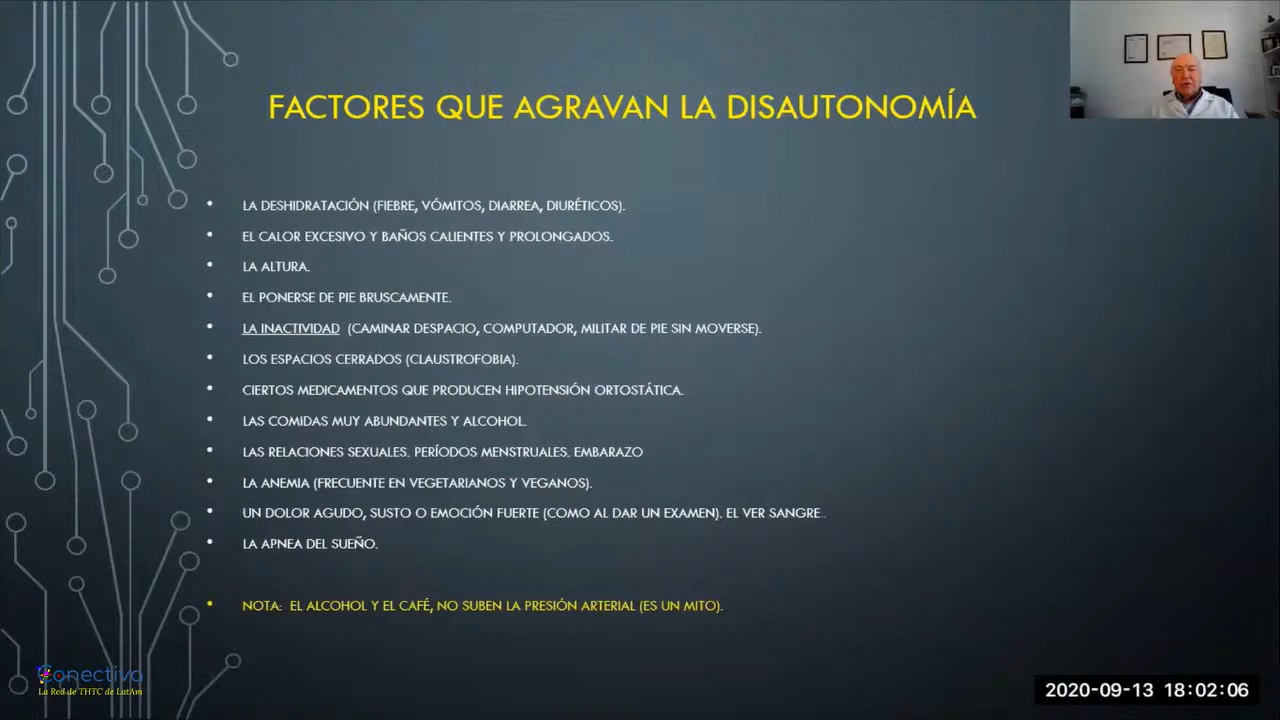 FACTORES QUE AGRAVAN LA DISAUTONOMÍA
• LA DESHIDRATACIÓN (FIEBRE, VÓMITOS, DIARREA, DIURÉTICOS).
• EL CALOR EXCESIVO Y BAÑOS CALIENTES Y PROLONGADOS.
• LA ALTURA.
• EL PONERSE DE PIE BRUSCAMENTE.
• LA INACTIVIDAD (CAMINAR DESPACIO, COMPUTADOR, MILITAR DE PIE SIN MOVERSE).
• LOS ESPACIOS CERRADOS (CLAUSTROFOBIA).
• CIERTOS MEDICAMENTOS QUE PRODUCEN HIPOTENSIÓN ORTOSTÁTICA.
• LAS COMIDAS MUY ABUNDANTES Y ALCOHOL.
• LAS RELACIONES SEXUALES. PERÍODOS MENSTRUALES. EMBARAZO
• LA ANEMIA (FRECUENTE EN VEGETARIANOS Y VEGANOS).
• UN DOLOR AGUDO, SUSTO O EMOCIÓN FUERTE (COMO AL DAR UN EXAMEN). EL VER SANGRE.
• LA APNEA DEL SUEÑO.
• NOTA: EL ALCOHOL Y EL CAFÉ, NO SUBEN LA PRESIÓN ARTERIAL (ES UN MITO).
Conectivo
La Red de THTC de LatAm
2020-09-13 18:02:06